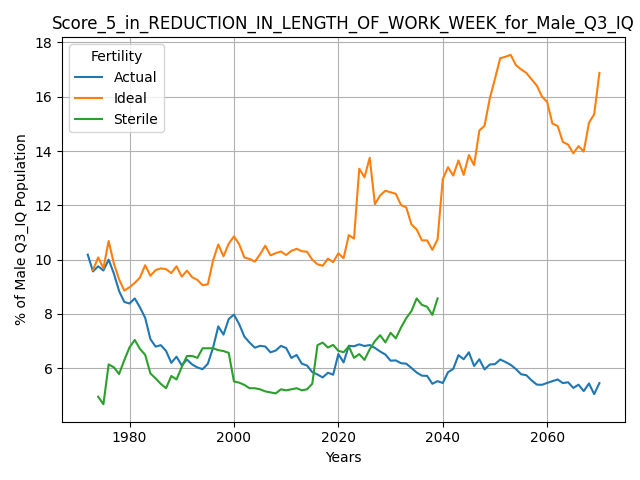 Score_5_in_REDUCTION_IN_LENGTH_OF_WORK_WEEK_for_Male_Q3_IQ
Fertility
Actual
Ideal
Sterile
% of Male Q3_IQ Population
18
16
14
12
10
8
6
1980
2000
2020
2040
2060
Years